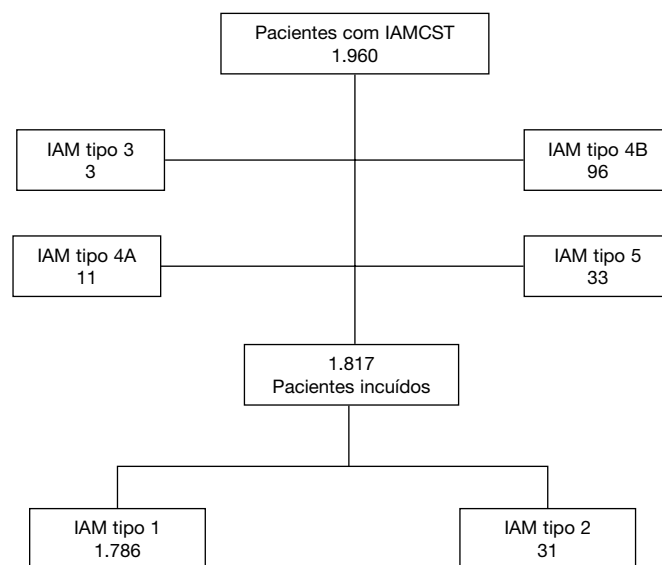 Pacientes com IAMCST
1.960
IAM tipo 3
3
IAM tipo 4B
96
IAM tipo 4A
11
IAM tipo 5
33
1.817
Pacientes incuídos
IAM tipo 1
1.786
IAM tipo 2
31